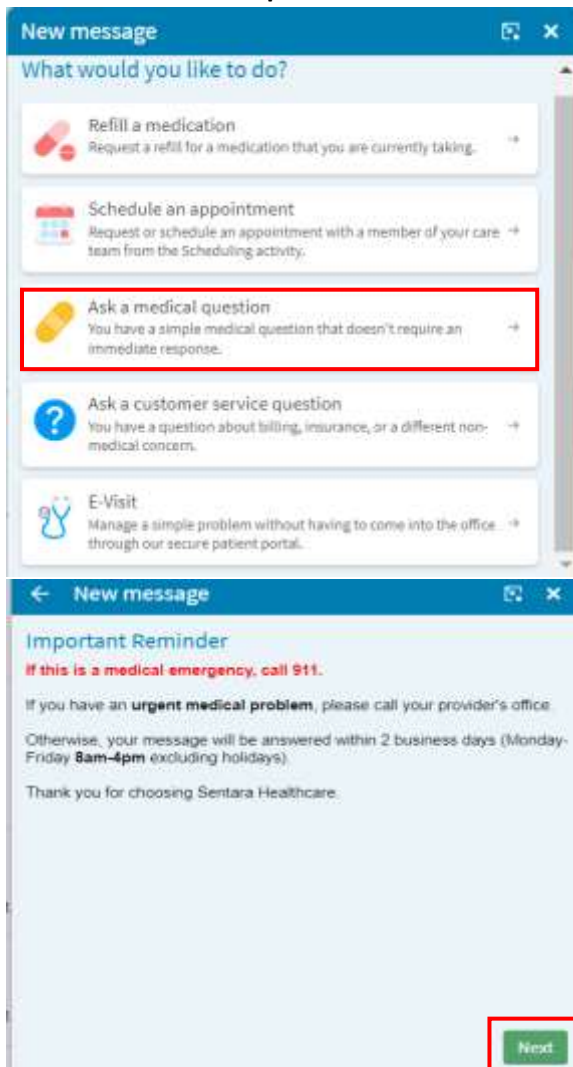 New message
What would you like to do?
Refill a medication
Request a refill for a medication that you are currently taking.
Schedule an appointment
Request or schedule an appointment with a member of your care
team from the Scheduling activity.
Ask a medical question
You have a simple medical question that doesn't require an
immediate response.
Ask a customer service question
You have a question about billing, insurance, or a different non-
medical concern.
E-Visit
Manage a simple problem without having to come into the office
through our secure patient portal.
New message
Important Reminder
If this is a medical emergency, call 911.
If you have an urgent medical problem, please call your provider's office.
Otherwise, your message will be answered within 2 business days (Monday-
Friday 8am-4pm excluding holidays).
Thank you for choosing Sentara Healthcare.
Next